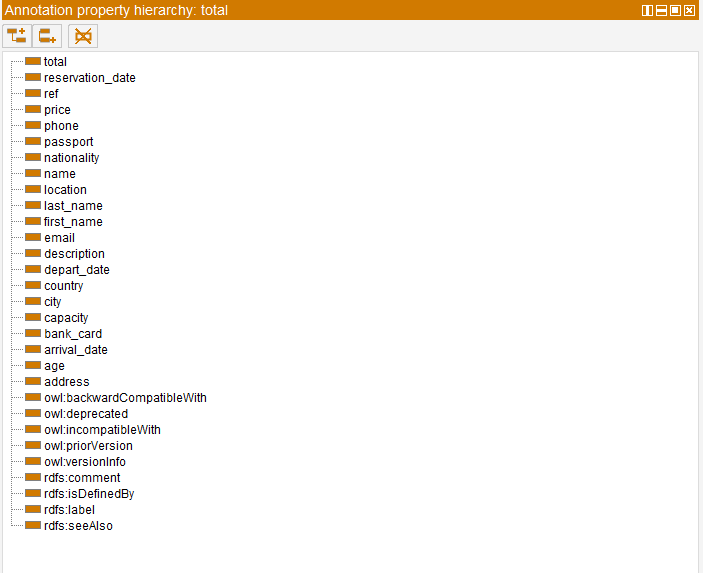 Annotation property hierarchy: total
total
reservation_date
ref
price
phone
passport
nationality
name
location
last_name
first_name
email
description
depart_date
country
city
capacity
bank_card
arrival_date
age
address
owl:backwardCompatibleWith
owl:deprecated
owl:incompatibleWith
owl:priorVersion
owl:versionInfo
rdfs:comment
rdfs:isDefinedBy
rdfs:label
rdfs:seeAlso